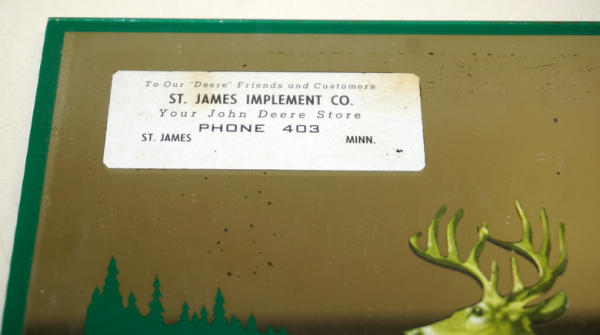 To Our "Deere" Friends and Customers
ST. JAMES IMPLEMENT CO.
Your John Deere Store
PHONE 403
ST. JAMES MINN.